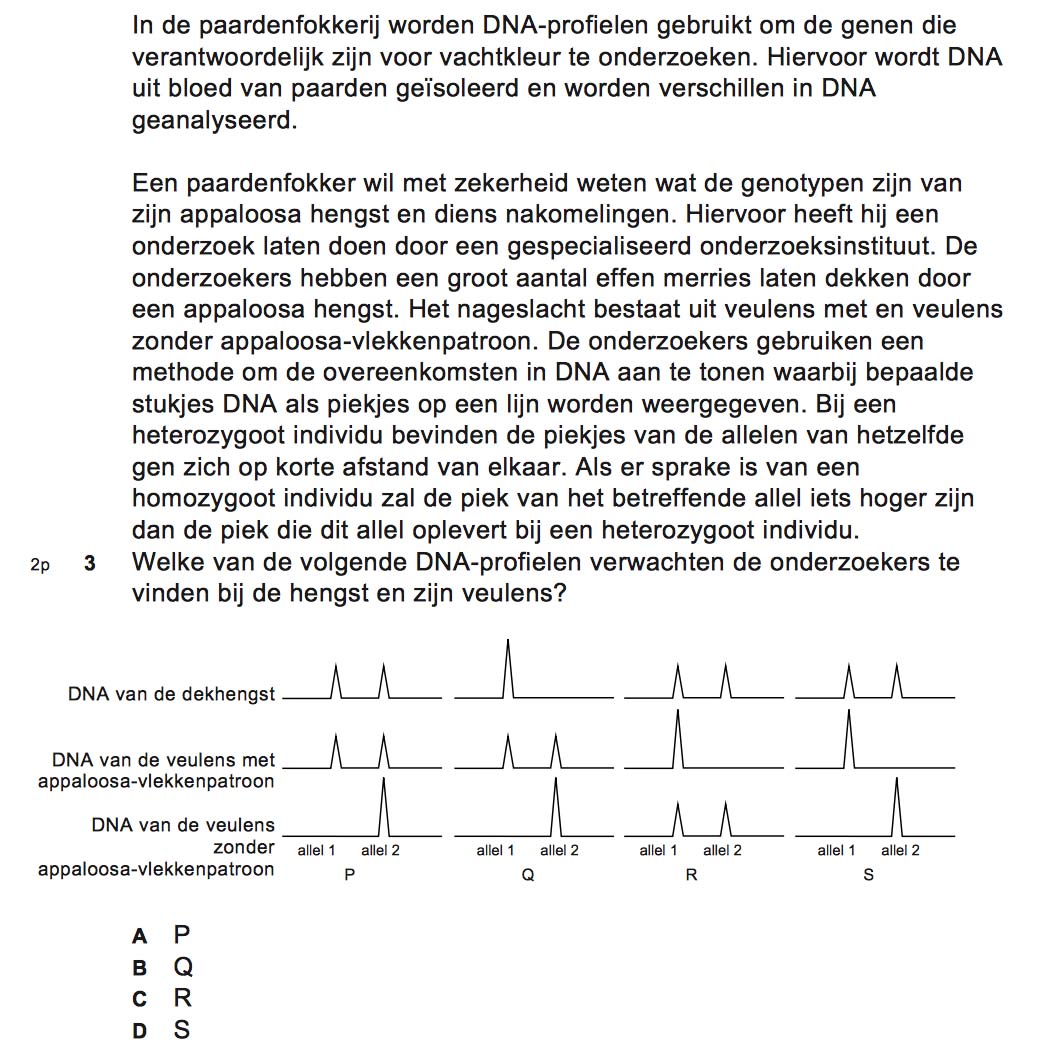 In de paardenfokkerij worden DNA-profielen gebruikt om de genen die
verantwoordelijk zijn voor vachtkleur te onderzoeken. Hiervoor wordt DNA
uit bloed van paarden geïsoleerd en worden verschillen in DNA
geanalyseerd.
Een paardenfokker wil met zekerheid weten wat de genotypen zijn van
zijn appaloosa hengst en diens nakomelingen. Hiervoor heeft hij een
onderzoek laten doen door een gespecialiseerd onderzoeksinstituut. De
onderzoekers hebben een groot aantal effen merries laten dekken door
een appaloosa hengst. Het nageslacht bestaat uit veulens met en veulens
zonder appaloosa-vlekkenpatroon. De onderzoekers gebruiken een
methode om de overeenkomsten in DNA aan te tonen waarbij bepaalde
stukjes DNA als piekjes op een lijn worden weergegeven. Bij een
heterozygoot individu bevinden de piekjes van de allelen van hetzelfde
gen zich op korte afstand van elkaar. Als er sprake is van een
homozygoot individu zal de piek van het betreffende allel iets hoger zijn
dan de piek die dit allel oplevert bij een heterozygoot individu.
2p 3 Welke van de volgende DNA-profielen verwachten de onderzoekers te
vinden bij de hengst en zijn veulens?
DNA van de dekhengst
DNA van de veulens met
appaloosa-vlekkenpatroon
DNA van de veulens
zonder
appaloosa-vlekkenpatroon
allel 1 allel 2 allel 1 allel 2 allel 1 allel 2 allel 1 allel 2
P Q R S
A P
B Q
C R
D S